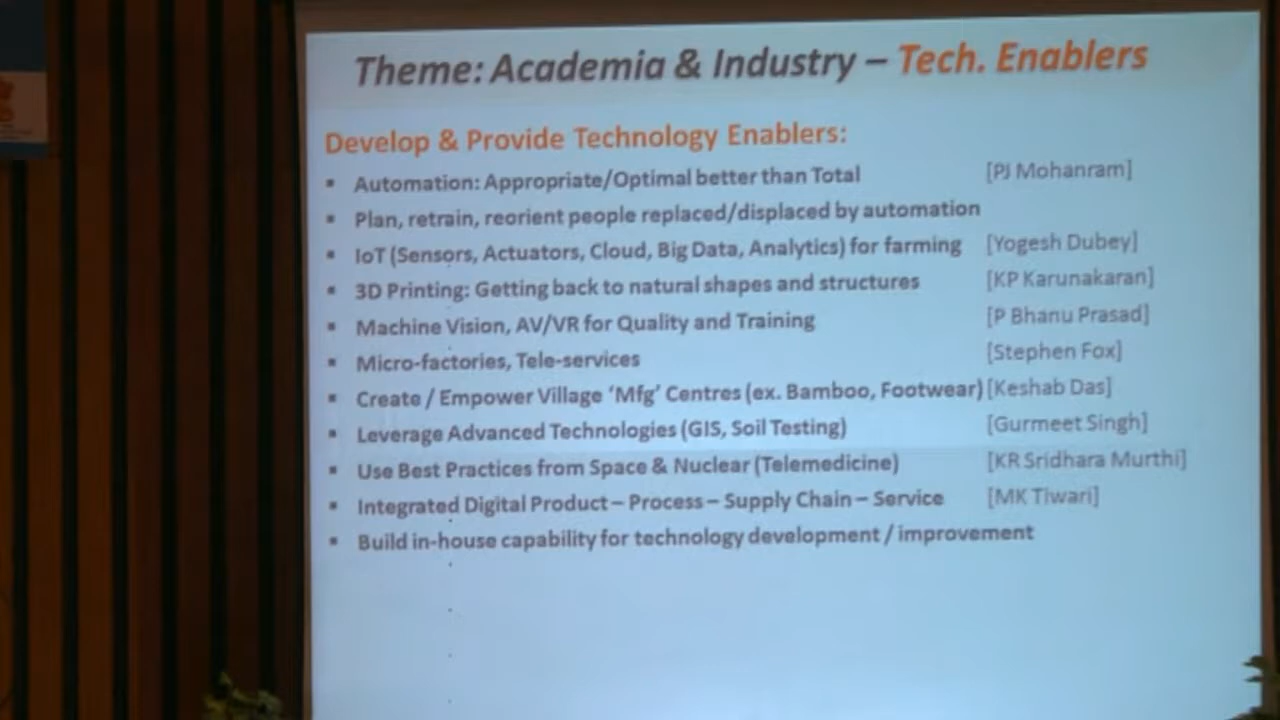 Theme: Academia & Industry – Tech. Enablers
Develop & Provide Technology Enablers:
▪ Automation: Appropriate/Optimal better than Total [PJ Mohanram]
▪ Plan, retrain, reorient people replaced/displaced by automation
▪ IoT (Sensors, Actuators, Cloud, Big Data, Analytics) for farming [Yogesh Dubey]
▪ 3D Printing: Getting back to natural shapes and structures [KP Karunakaran]
▪ Machine Vision, AV/VR for Quality and Training [P Bhanu Prasad]
▪ Micro-factories, Tele-services [Stephen Fox]
▪ Create / Empower Village ‘Mfg’ Centres (ex. Bamboo, Footwear) [Keshab Das]
▪ Leverage Advanced Technologies (GIS, Soil Testing) [Gurmeet Singh]
▪ Use Best Practices from Space & Nuclear (Telemedicine) [KR Sridhara Murthi]
▪ Integrated Digital Product – Process – Supply Chain – Service [MK Tiwari]
▪ Build in-house capability for technology development / improvement